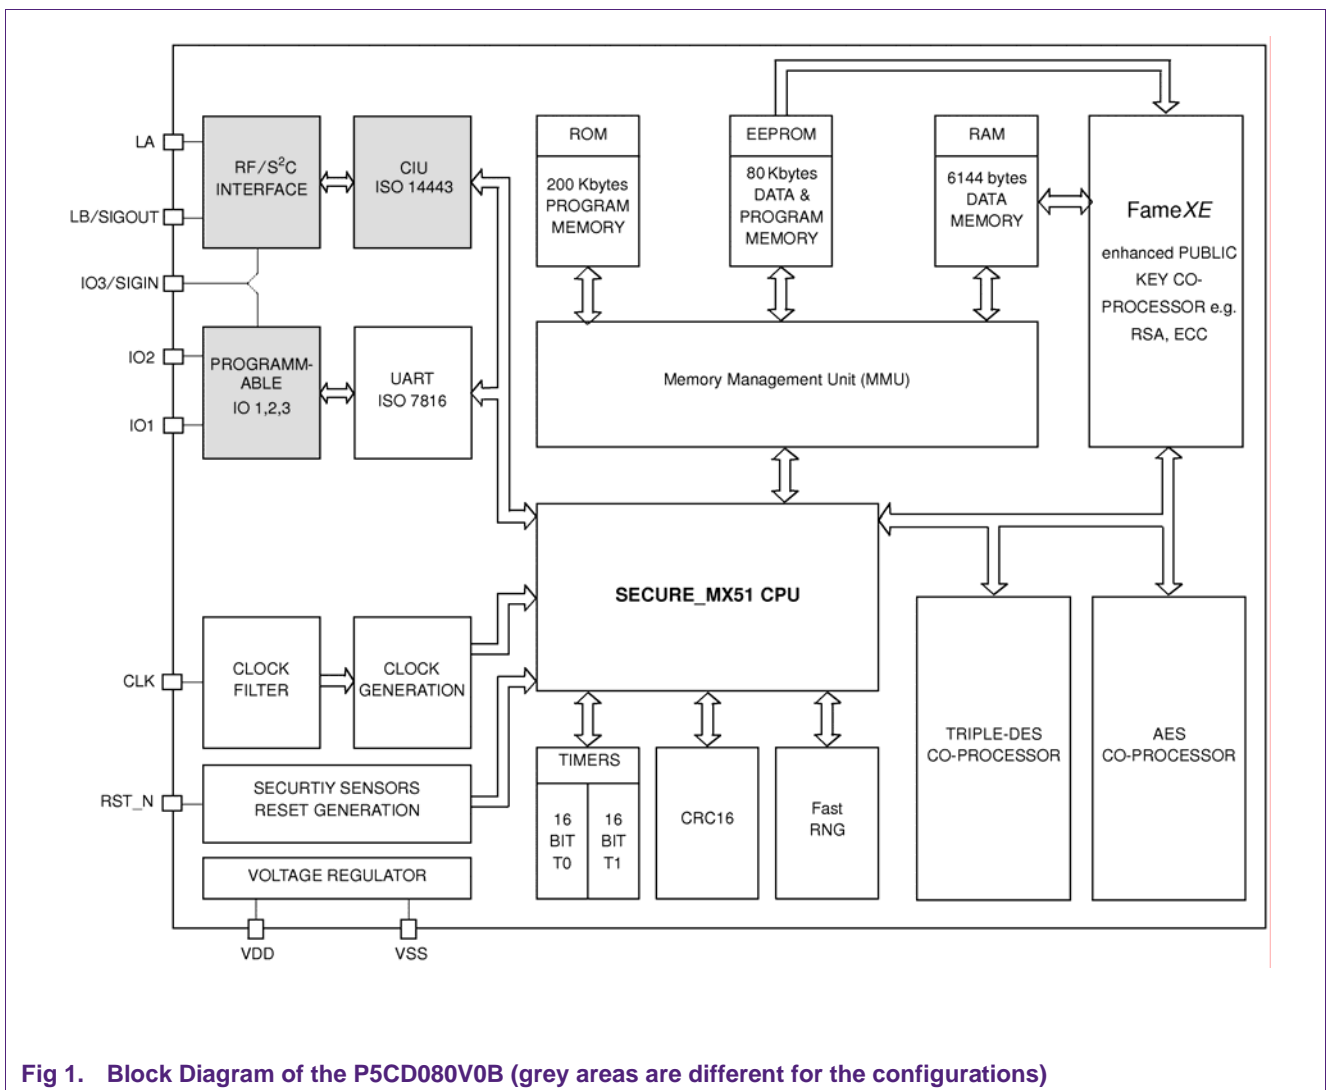 LA
LB/SIGOUT
IO3/SIGIN
IO2
IO1
CLK
RST_N
RF/S²C
INTERFACE
CIU
ISO 14443
PROGRAMM-
ABLE
IO 1,2,3
UART
ISO 7816
ROM
200 Kbytes
PROGRAM
MEMORY
EEPROM
80 Kbytes
DATA &
PROGRAM
MEMORY
RAM
6144 bytes
DATA
MEMORY
FameXE
enhanced PUBLIC
KEY CO-
PROCESSOR e.g.
RSA, ECC
Memory Management Unit (MMU)
SECURE_MX51 CPU
CLOCK
FILTER
CLOCK
GENERATION
SECURTIY SENSORS
RESET GENERATION
VOLTAGE REGULATOR
VDD
VSS
TIMERS
16
BIT
T0
16
BIT
T1
CRC16
Fast
RNG
TRIPLE-DES
CO-PROCESSOR
AES
CO-PROCESSOR
Fig 1. Block Diagram of the P5CD080V0B (grey areas are different for the configurations)